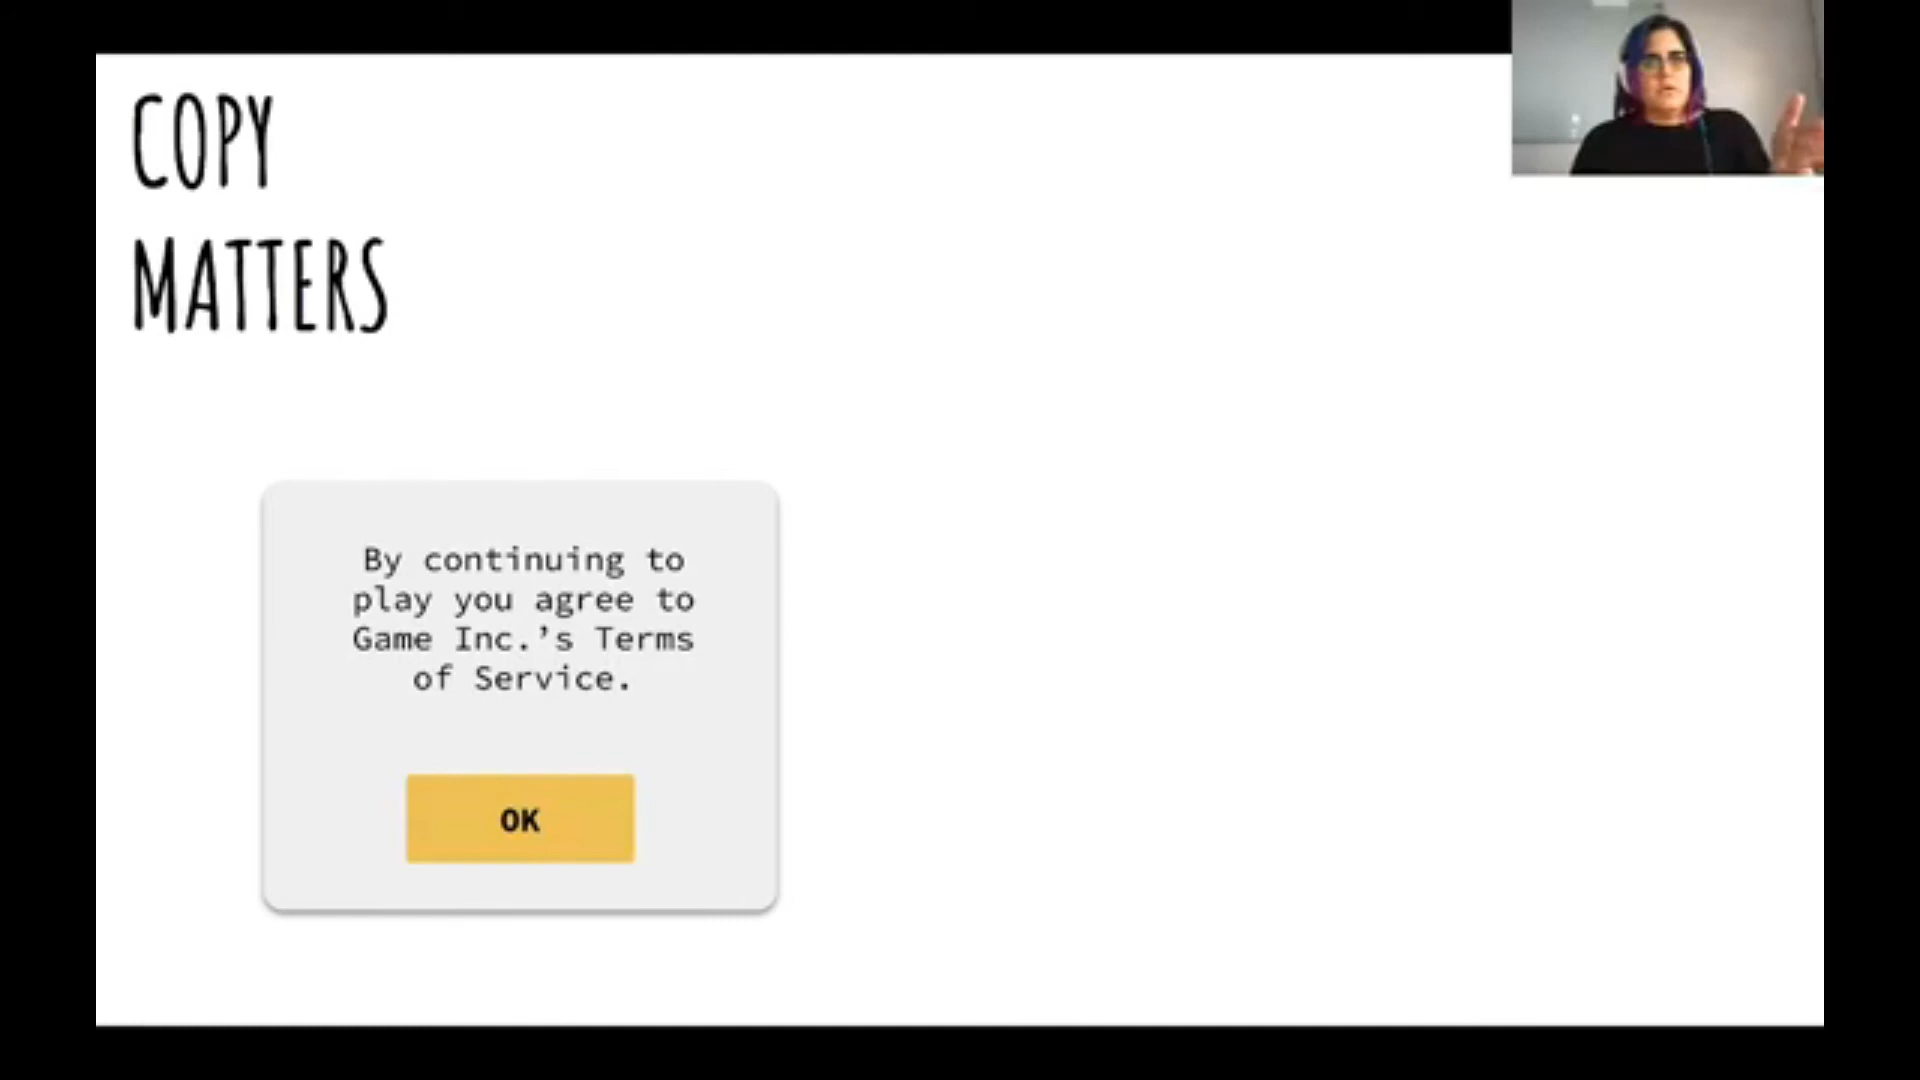 COPY
MATTERS
By continuing to
play you agree to
Game Inc.’s Terms
of Service.
OK